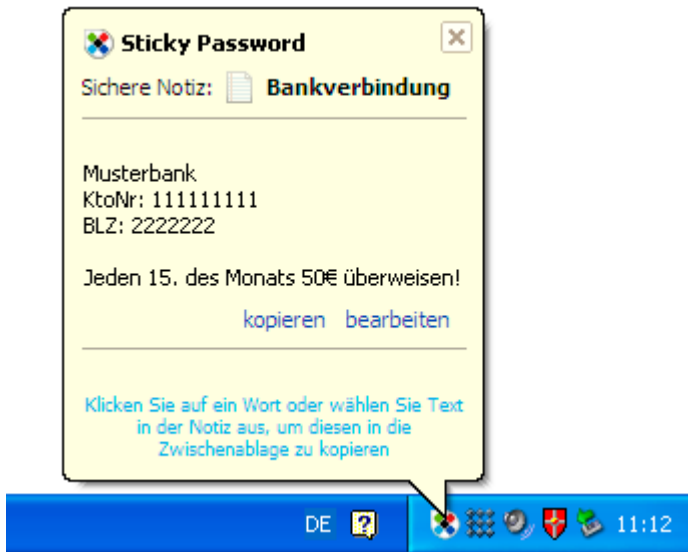 Sticky Password
Sichere Notiz: Bankverbindung
Musterbank
KtoNr: 111111111
BLZ: 2222222
Jeden 15. des Monats 50€ überweisen!
kopieren bearbeiten
Klicken Sie auf ein Wort oder wählen Sie Text
in der Notiz aus, um diesen in die
Zwischenablage zu kopieren
DE ? 11:12